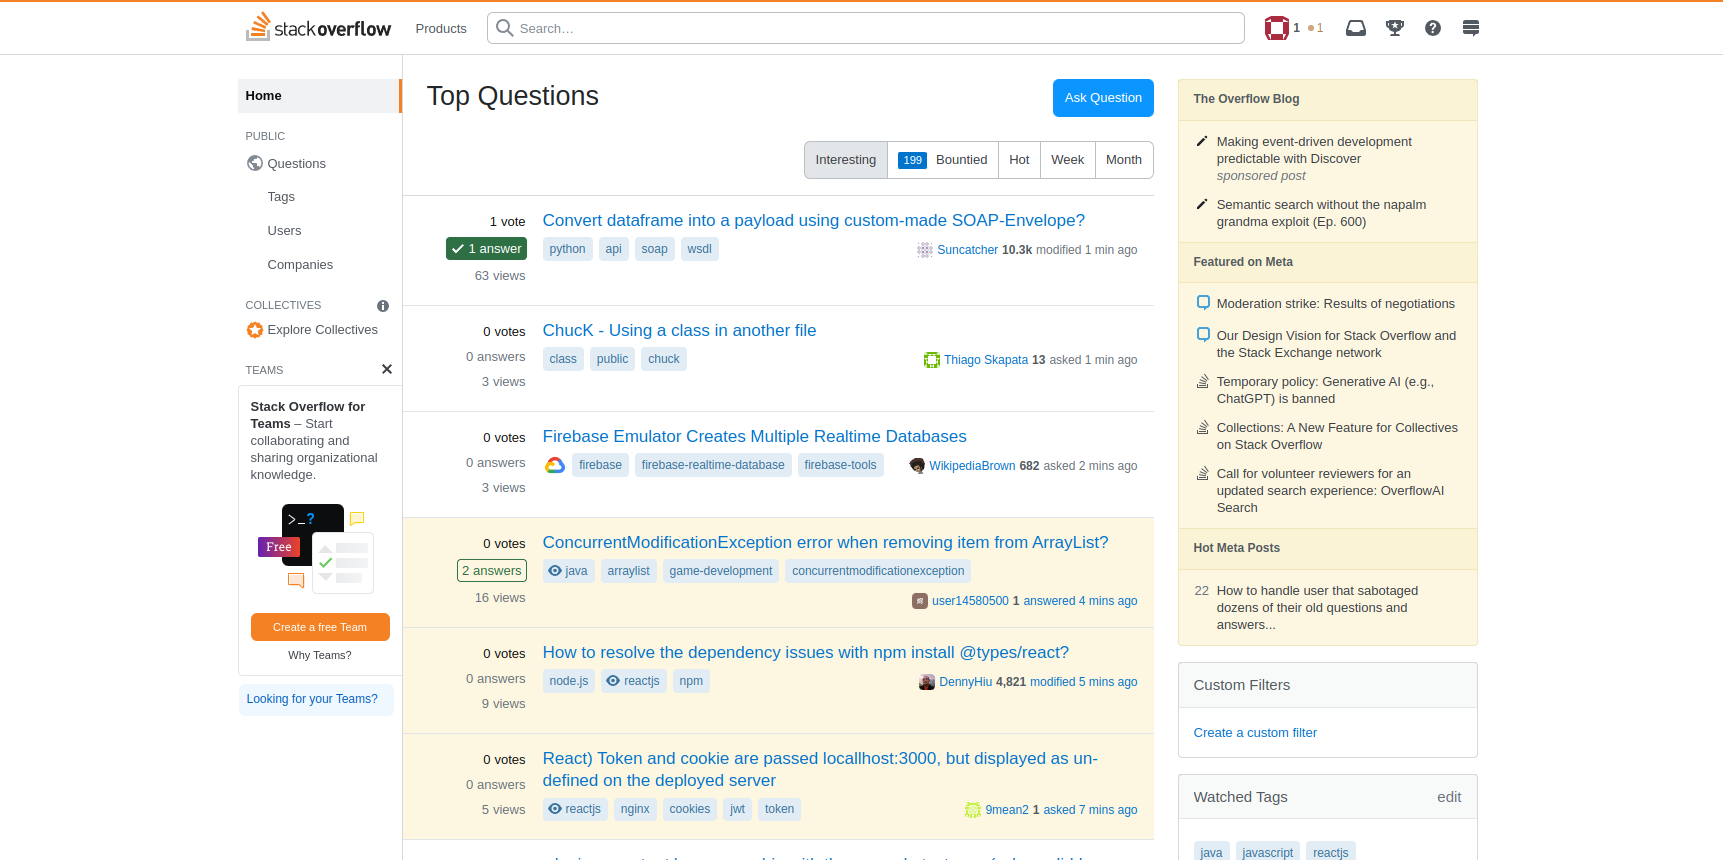 stack overflow
Products
Search…
1
1
Home
PUBLIC
Questions
Tags
Users
Companies
COLLECTIVES
Explore Collectives
TEAMS
Stack Overflow for
Teams – Start
collaborating and
sharing organizational
knowledge.
>_?
Free
Create a free Team
Why Teams?
Looking for your Teams?
Top Questions
Ask Question
Interesting
199 Bountied
Hot
Week
Month
1 vote
1 answer
63 views
Convert dataframe into a payload using custom-made SOAP-Envelope?
python api soap wsdl
Suncatcher 10.3k modified 1 min ago
0 votes
0 answers
3 views
ChucK - Using a class in another file
class public chuck
Thiago Skapata 13 asked 1 min ago
0 votes
0 answers
3 views
Firebase Emulator Creates Multiple Realtime Databases
firebase firebase-realtime-database firebase-tools
WikipediaBrown 682 asked 2 mins ago
0 votes
2 answers
16 views
ConcurrentModificationException error when removing item from ArrayList?
java arraylist game-development concurrentmodificationexception
user14580500 1 answered 4 mins ago
0 votes
0 answers
9 views
How to resolve the dependency issues with npm install @types/react?
node.js reactjs npm
DennyHiu 4,821 modified 5 mins ago
0 votes
0 answers
5 views
React) Token and cookie are passed locallhost:3000, but displayed as un-
defined on the deployed server
reactjs nginx cookies jwt token
9mean2 1 asked 7 mins ago
The Overflow Blog
Making event-driven development
predictable with Discover
sponsored post
Semantic search without the napalm
grandma exploit (Ep. 600)
Featured on Meta
Moderation strike: Results of negotiations
Our Design Vision for Stack Overflow and
the Stack Exchange network
Temporary policy: Generative AI (e.g.,
ChatGPT) is banned
Collections: A New Feature for Collectives
on Stack Overflow
Call for volunteer reviewers for an
updated search experience: OverflowAI
Search
Hot Meta Posts
22 How to handle user that sabotaged
dozens of their old questions and
answers...
Custom Filters
Create a custom filter
Watched Tags
edit
java javascript reactjs